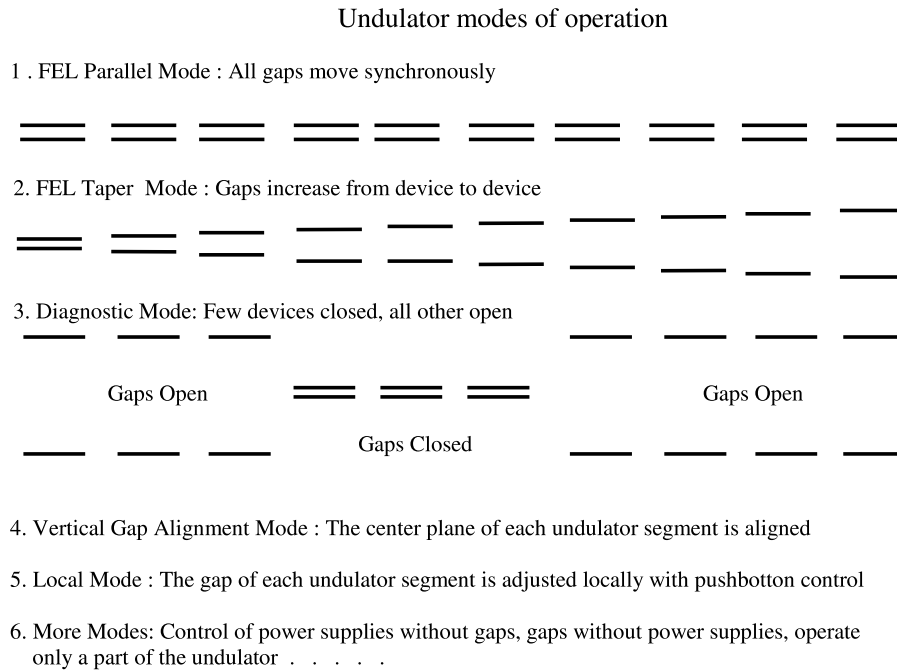 Undulator modes of operation
1 . FEL Parallel Mode : All gaps move synchronously
2. FEL Taper  Mode : Gaps increase from device to device
3. Diagnostic Mode: Few devices closed, all other open
Gaps Open
Gaps Open
Gaps Closed
4. Vertical Gap Alignment Mode : The center plane of each undulator segment is aligned
5. Local Mode : The gap of each undulator segment is adjusted locally with pushbotton control
6. More Modes: Control of power supplies without gaps, gaps without power supplies, operate
only a part of the undulator  .   .   .   .   .